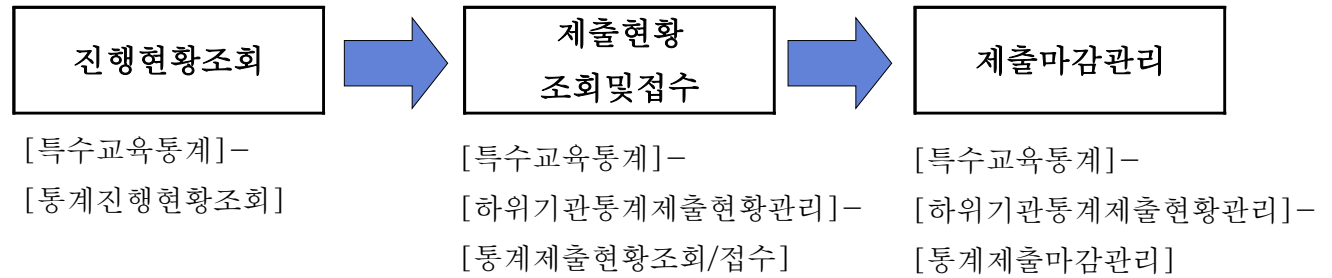 진행현황조회
제출현황
조회및접수
제출마감관리
[특수교육통계]−
[통계진행현황조회]
[특수교육통계]−
[하위기관통계제출현황관리]−
[통계제출현황조회/접수]
[특수교육통계]−
[하위기관통계제출현황관리]−
[통계제출마감관리]